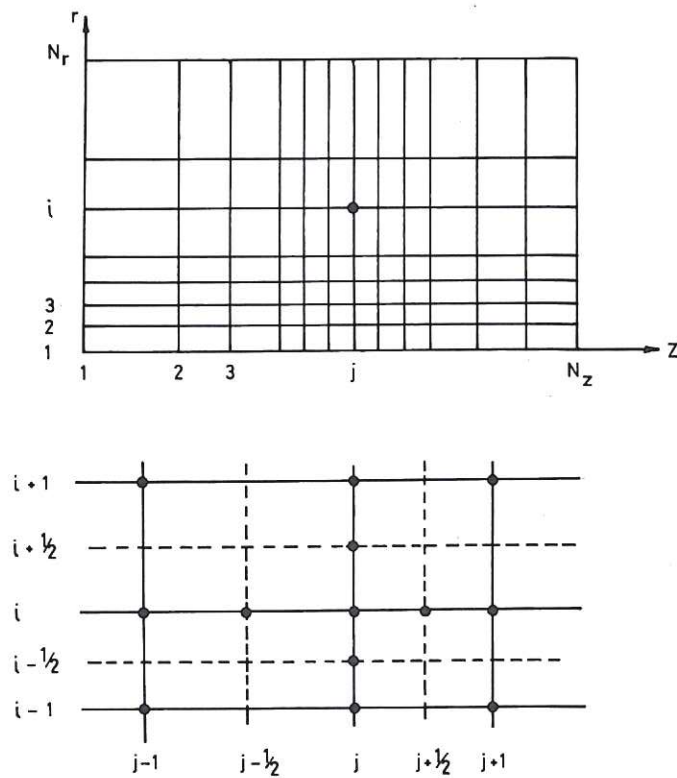 r
N_r
i
3
2
1
1 2 3 j N_z Z
i + 1
i + ½
i
i - ½
i - 1
j-1 j-½ j j+½ j+1